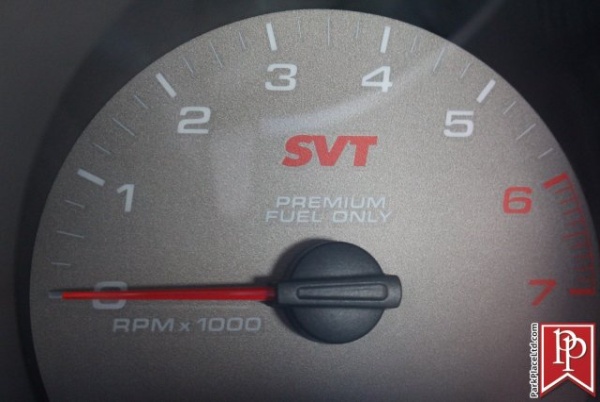 3 4
2 5
SVT
1 6
PREMIUM
FUEL ONLY
0 7
RPM x 1000
ParkPlaceLtd.com
PP